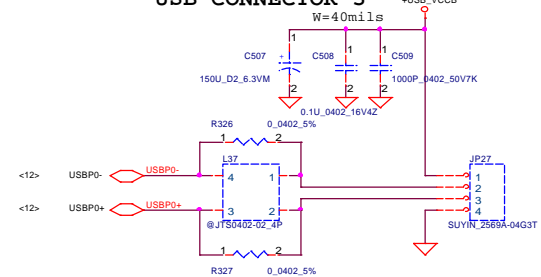 USB CONNECTOR 3
+USB_VCCB
W=40mils
1
1
1
C507
C508
C509
+
150U_D2_6.3VM
1000P_0402_50V7K
2
2
2
0.1U_0402_16V4Z
R326
0_0402_5%
1
2
L37
JP27
<12>
USBP0-
USBP0-
4
1
1
2
<12>
USBP0+
USBP0+
3
2
3
4
@JTS0402-02_4P
SUYIN_2569A-04G3T
1
2
R327
0_0402_5%